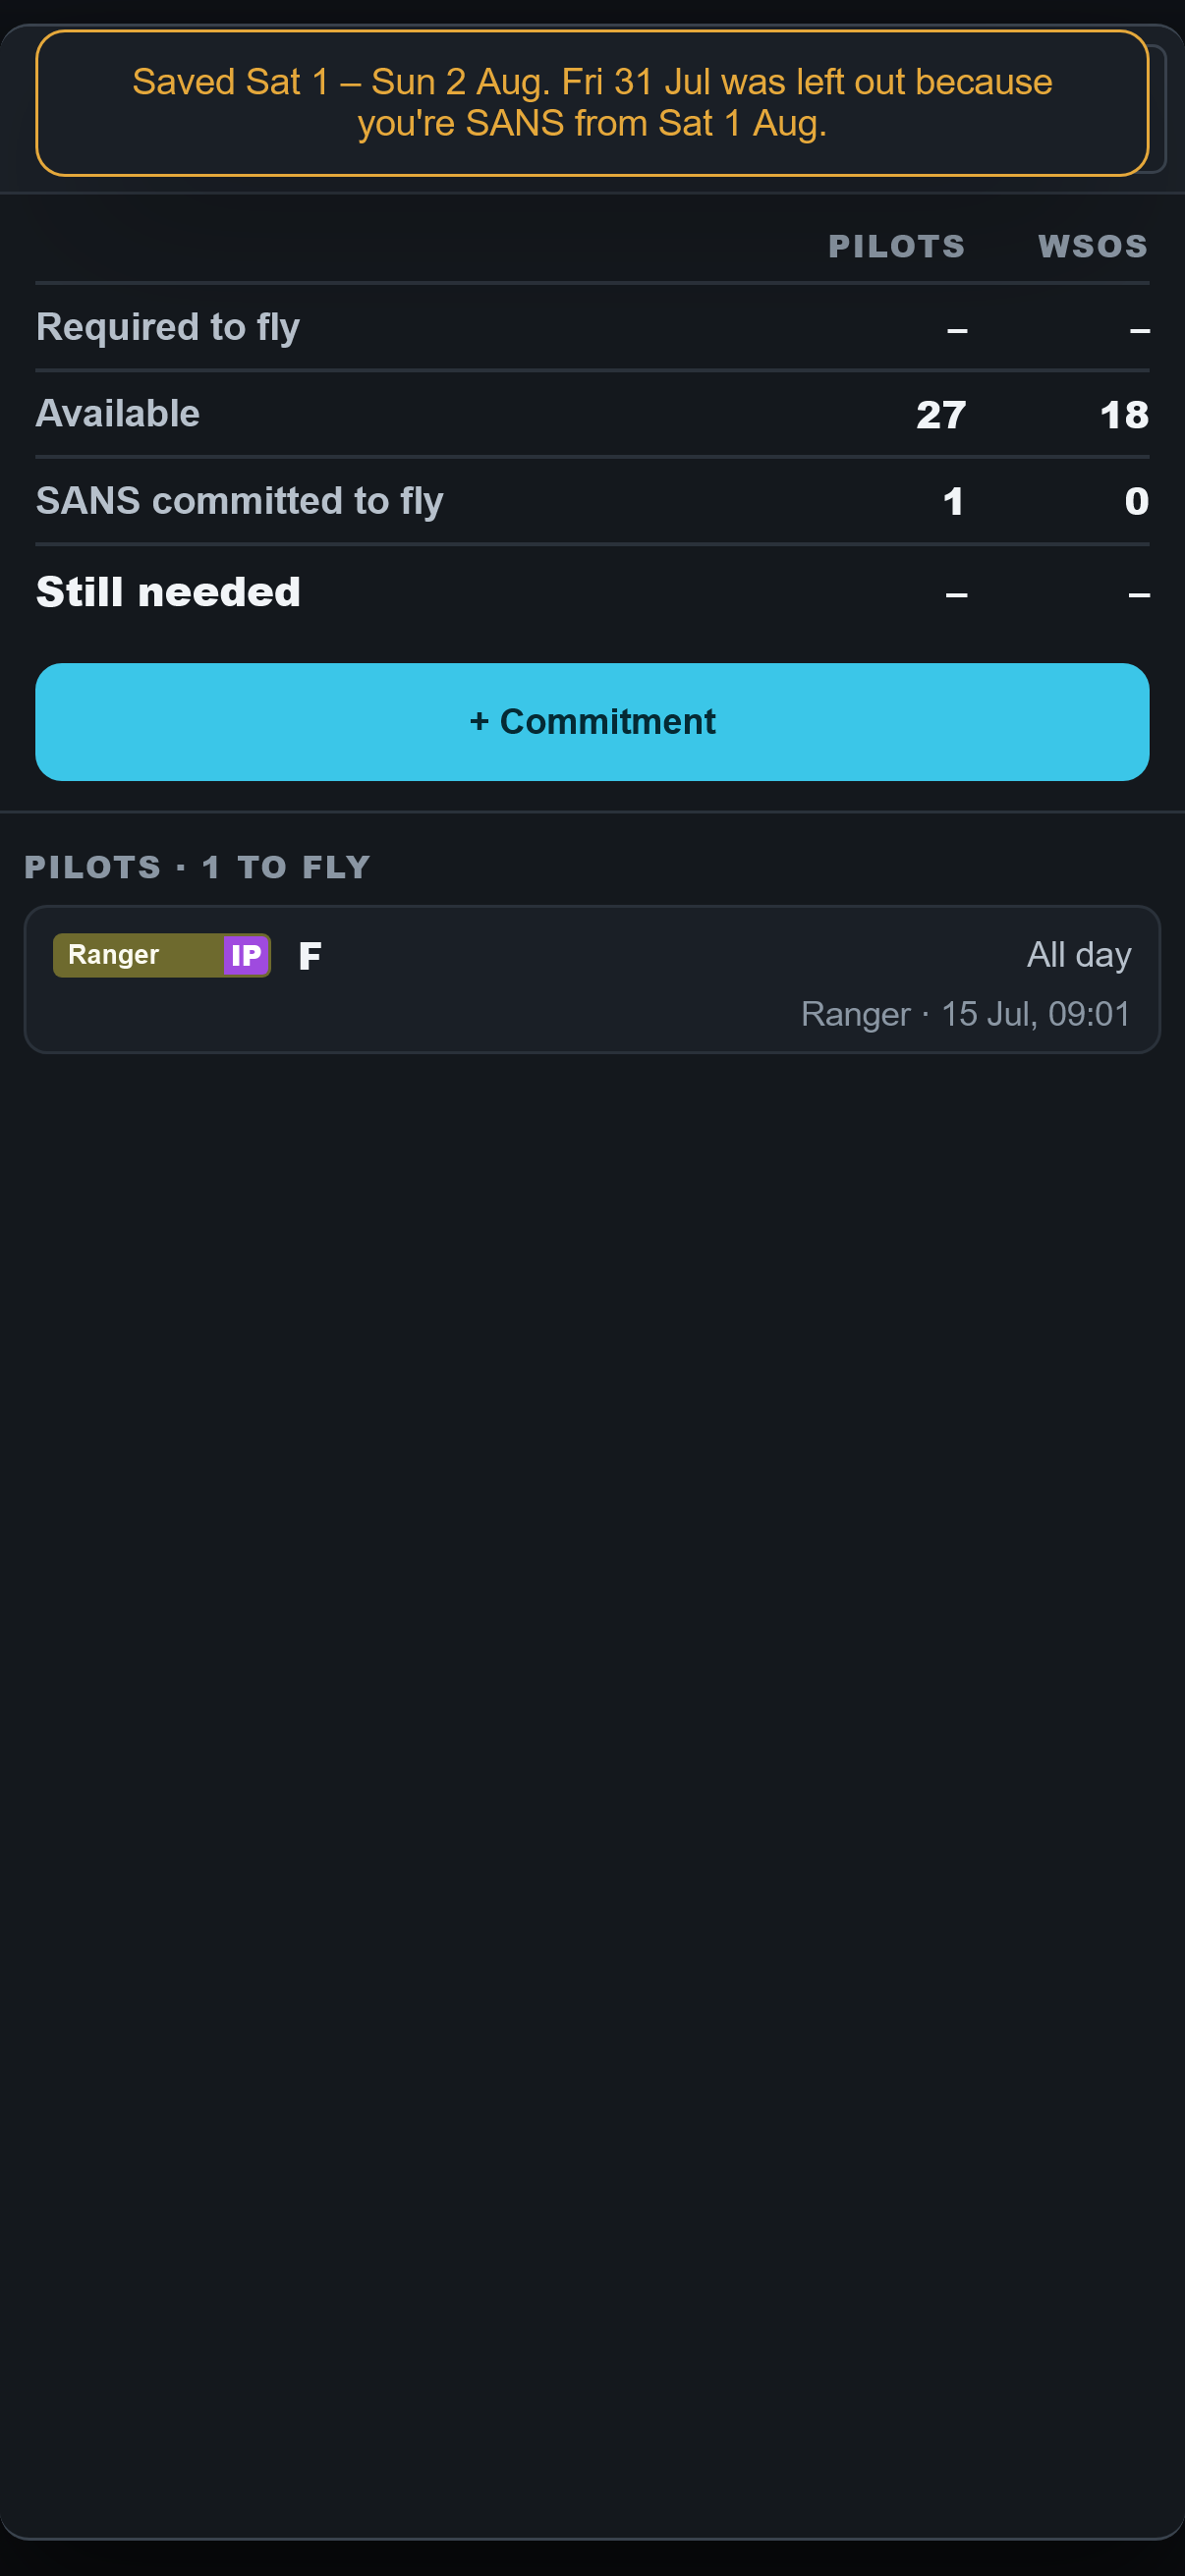 Saved Sat 1 – Sun 2 Aug. Fri 31 Jul was left out because
you're SANS from Sat 1 Aug.
PILOTS WSOS
Required to fly – –
Available 27 18
SANS committed to fly 1 0
Still needed – –
+ Commitment
PILOTS · 1 TO FLY
Ranger IP F All day
Ranger · 15 Jul, 09:01